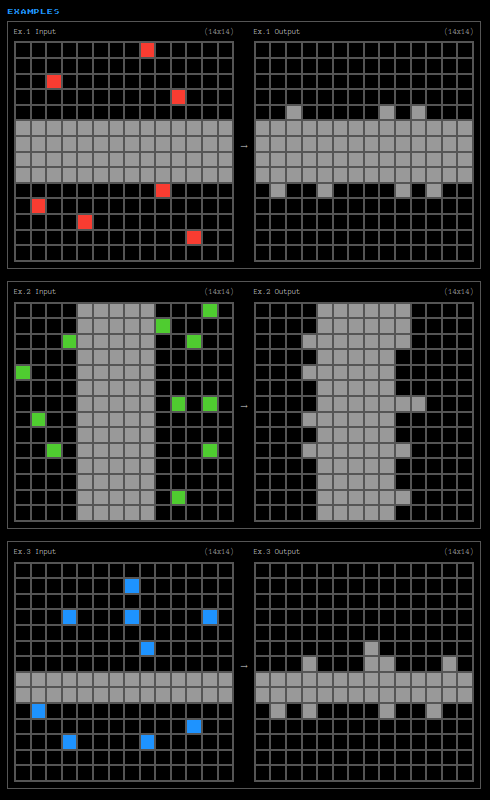 EXAMPLES
Ex.1 Input (14x14) Ex.1 Output (14x14)
→
Ex.2 Input (14x14) Ex.2 Output (14x14)
→
Ex.3 Input (14x14) Ex.3 Output (14x14)
→